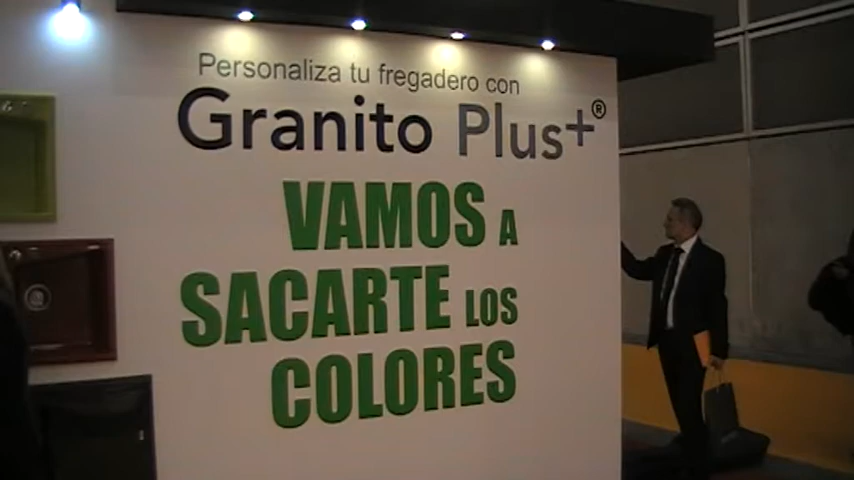 Personaliza tu fregadero con
Granito Plus+®
VAMOS A
SACARTE LOS
COLORES